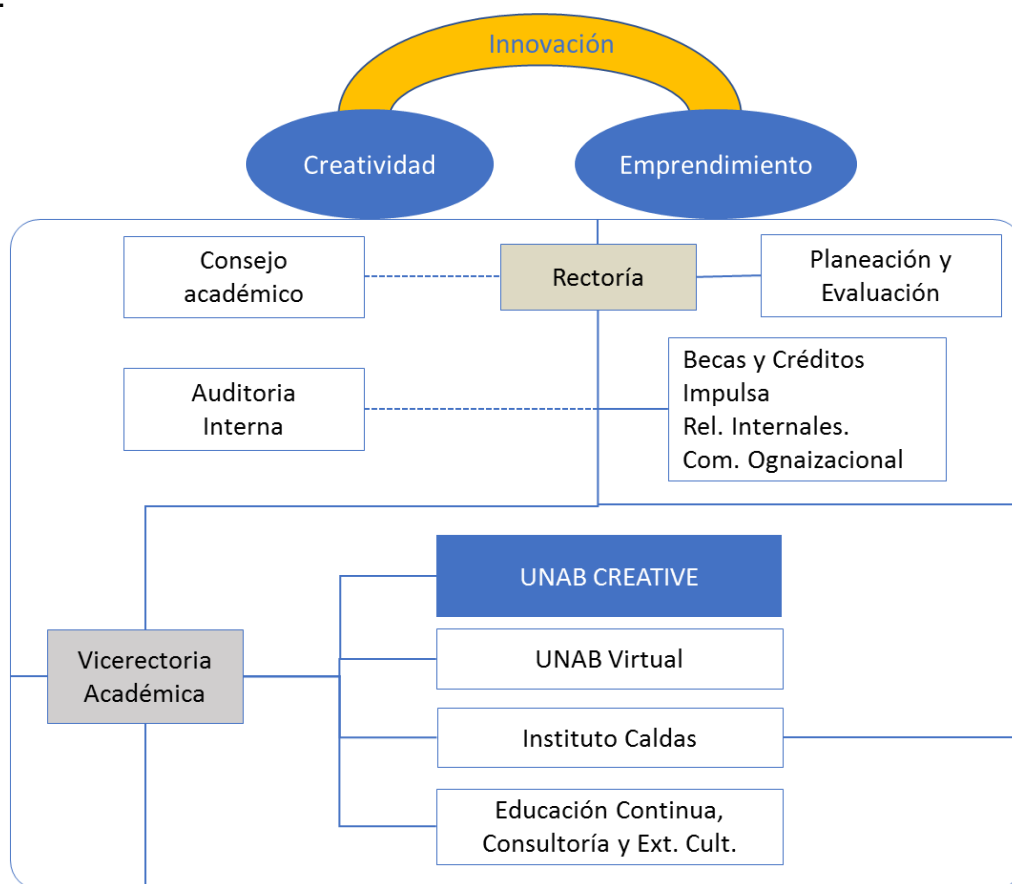 Innovación
Creatividad
Emprendimiento
Consejo
académico
Rectoría
Planeación y
Evaluación
Auditoria
Interna
Becas y Créditos
Impulsa
Rel. Internales.
Com. Ognaizacional
UNAB CREATIVE
Vicerectoria
Académica
UNAB Virtual
Instituto Caldas
Educación Continua,
Consultoría y Ext. Cult.